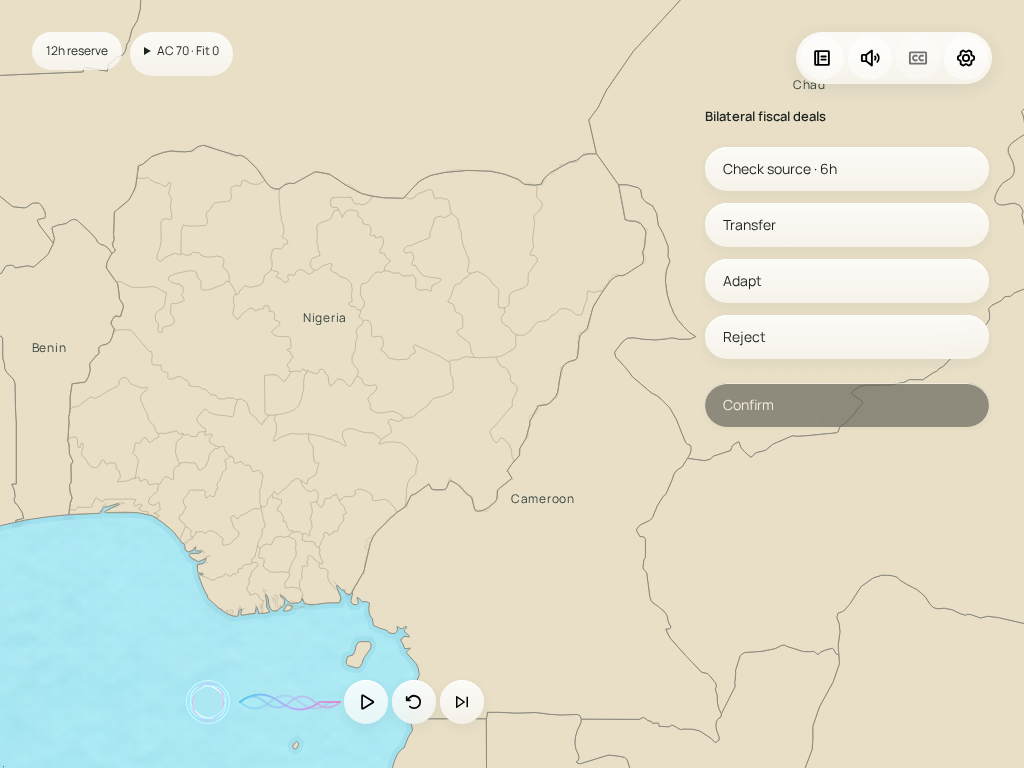 12h reserve
▶ AC 70 · Fit 0
CC
Chad
Bilateral fiscal deals
Check source · 6h
Transfer
Adapt
Reject
Confirm
Nigeria
Benin
Cameroon